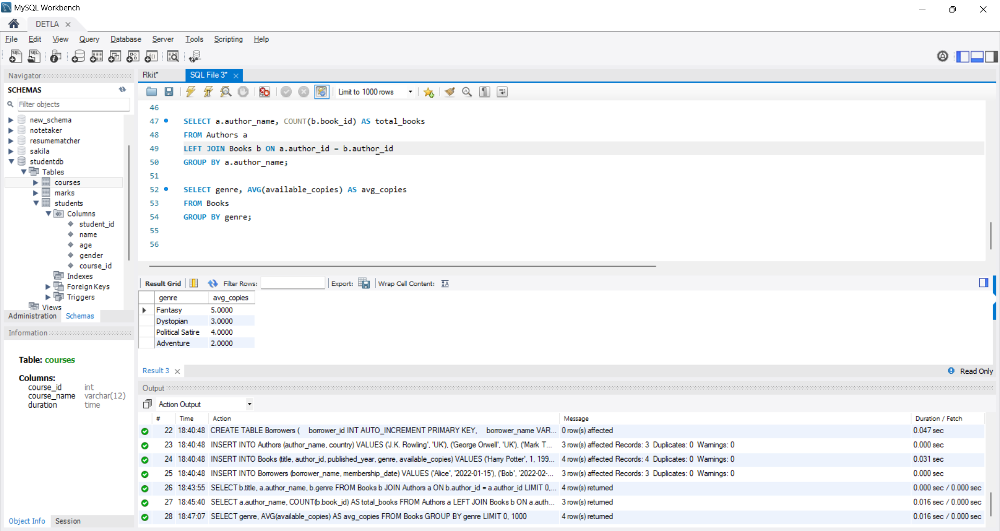 MySQL Workbench
DETLA
File Edit View Query Database Server Tools Scripting Help
Navigator
SCHEMAS
Filter objects
new_schema
notetaker
resumematcher
sakila
studentdb
Tables
courses
marks
students
Columns
student_id
name
age
gender
course_id
Indexes
Foreign Keys
Triggers
Views
Administration Schemas
Information
Table: courses
Columns:
course_id int
course_name varchar(12)
duration time
Object Info Session
Rkit* SQL File 3*
Limit to 1000 rows
46
47 SELECT a.author_name, COUNT(b.book_id) AS total_books
48 FROM Authors a
49 LEFT JOIN Books b ON a.author_id = b.author_id
50 GROUP BY a.author_name;
51
52 SELECT genre, AVG(available_copies) AS avg_copies
53 FROM Books
54 GROUP BY genre;
55
56
Result Grid Filter Rows: Export: Wrap Cell Content:
genre avg_copies
Fantasy 5.0000
Dystopian 3.0000
Political Satire 4.0000
Adventure 2.0000
Result 3 Read Only
Output
Action Output
# Time Action Message Duration / Fetch
22 18:40:48 CREATE TABLE Borrowers ( borrower_id INT AUTO_INCREMENT PRIMARY KEY, borrower_name VAR... 0 row(s) affected 0.047 sec
23 18:40:48 INSERT INTO Authors (author_name, country) VALUES ('J.K. Rowling', 'UK'), ('George Orwell', 'UK'), ('Mark T... 3 row(s) affected Records: 3 Duplicates: 0 Warnings: 0 0.000 sec
24 18:40:48 INSERT INTO Books (title, author_id, published_year, genre, available_copies) VALUES ('Harry Potter', 1, 199... 4 row(s) affected Records: 4 Duplicates: 0 Warnings: 0 0.031 sec
25 18:40:48 INSERT INTO Borrowers (borrower_name, membership_date) VALUES ('Alice', '2022-01-15'), ('Bob', '2022-02-... 3 row(s) affected Records: 3 Duplicates: 0 Warnings: 0 0.000 sec
26 18:43:55 SELECT b.title, a.author_name, b.genre FROM Books b JOIN Authors a ON b.author_id = a.author_id LIMIT 0,... 4 row(s) returned 0.000 sec / 0.000 sec
27 18:45:40 SELECT a.author_name, COUNT(b.book_id) AS total_books FROM Authors a LEFT JOIN Books b ON a.auth... 3 row(s) returned 0.016 sec / 0.000 sec
28 18:47:07 SELECT genre, AVG(available_copies) AS avg_copies FROM Books GROUP BY genre LIMIT 0, 1000 4 row(s) returned 0.016 sec / 0.000 sec